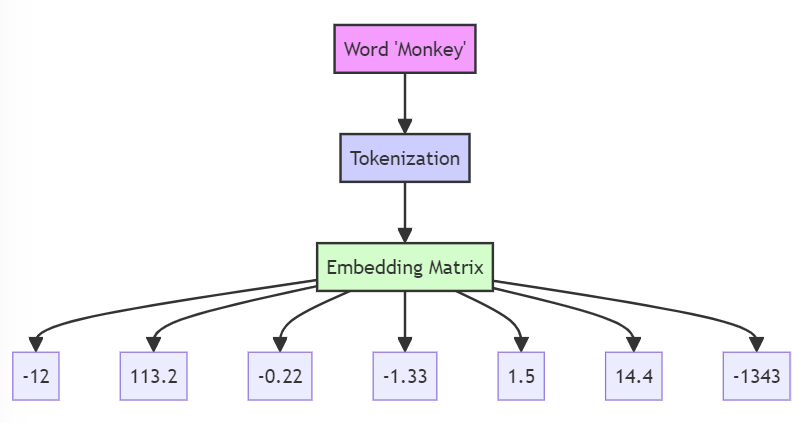 Word 'Monkey'
Tokenization
Embedding Matrix
-12
113.2
-0.22
-1.33
1.5
14.4
-1343